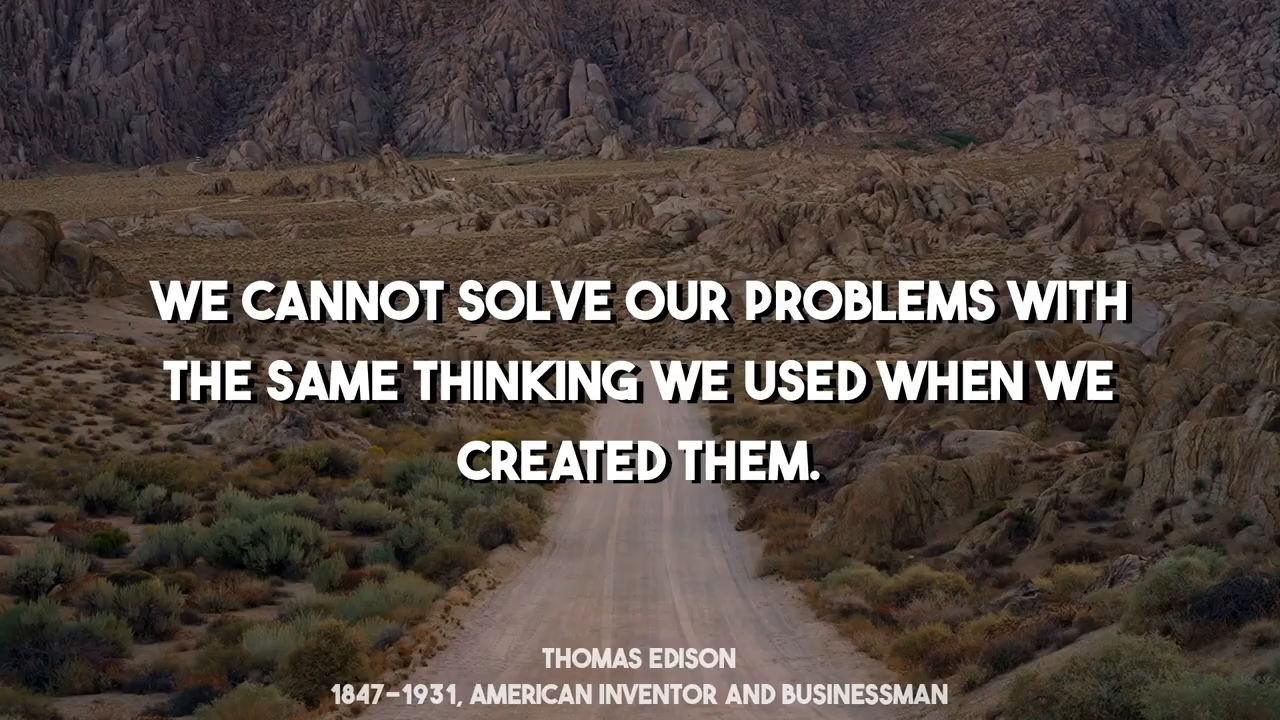 WE CANNOT SOLVE OUR PROBLEMS WITH
THE SAME THINKING WE USED WHEN WE
CREATED THEM.
THOMAS EDISON
1847-1931, AMERICAN INVENTOR AND BUSINESSMAN